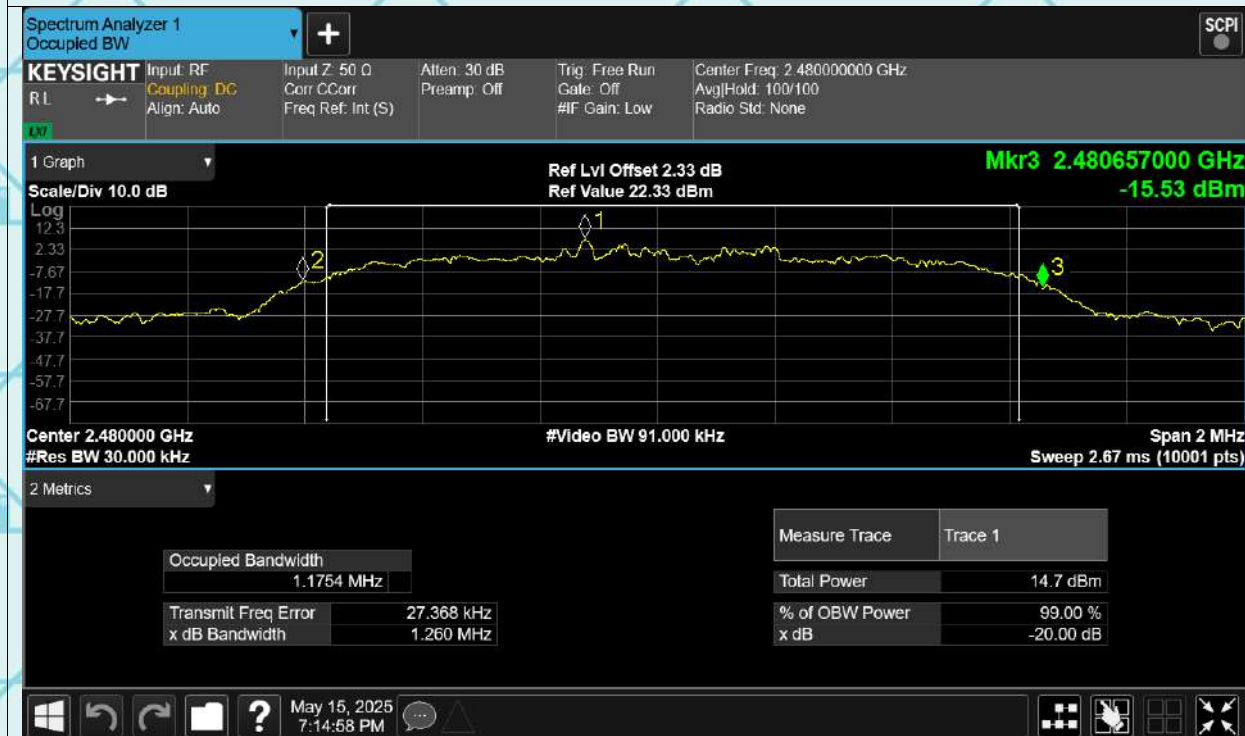 Spectrum Analyzer 1
Occupied BW
+
SCPI
KEYSIGHT
RL
LXI
Input: RF
Coupling: DC
Align: Auto
Input Z: 50 Ω
Corr CCorr
Freq Ref: Int (S)
Atten: 30 dB
Preamp: Off
Trig: Free Run
Gate: Off
#IF Gain: Low
Center Freq: 2.480000000 GHz
Avg|Hold: 100/100
Radio Std: None
1 Graph
Scale/Div 10.0 dB
Ref Lvl Offset 2.33 dB
Ref Value 22.33 dBm
Mkr3 2.480657000 GHz
-15.53 dBm
Log
12.3
2.33
-7.67
-17.7
-27.7
-37.7
-47.7
-57.7
-67.7
1
2
3
Center 2.480000 GHz
#Video BW 91.000 kHz
Span 2 MHz
#Res BW 30.000 kHz
Sweep 2.67 ms (10001 pts)
2 Metrics
Measure Trace Trace 1
Occupied Bandwidth
1.1754 MHz
Total Power 14.7 dBm
Transmit Freq Error 27.368 kHz
% of OBW Power 99.00 %
x dB Bandwidth 1.260 MHz
x dB -20.00 dB
?
May 15, 2025
7:14:58 PM